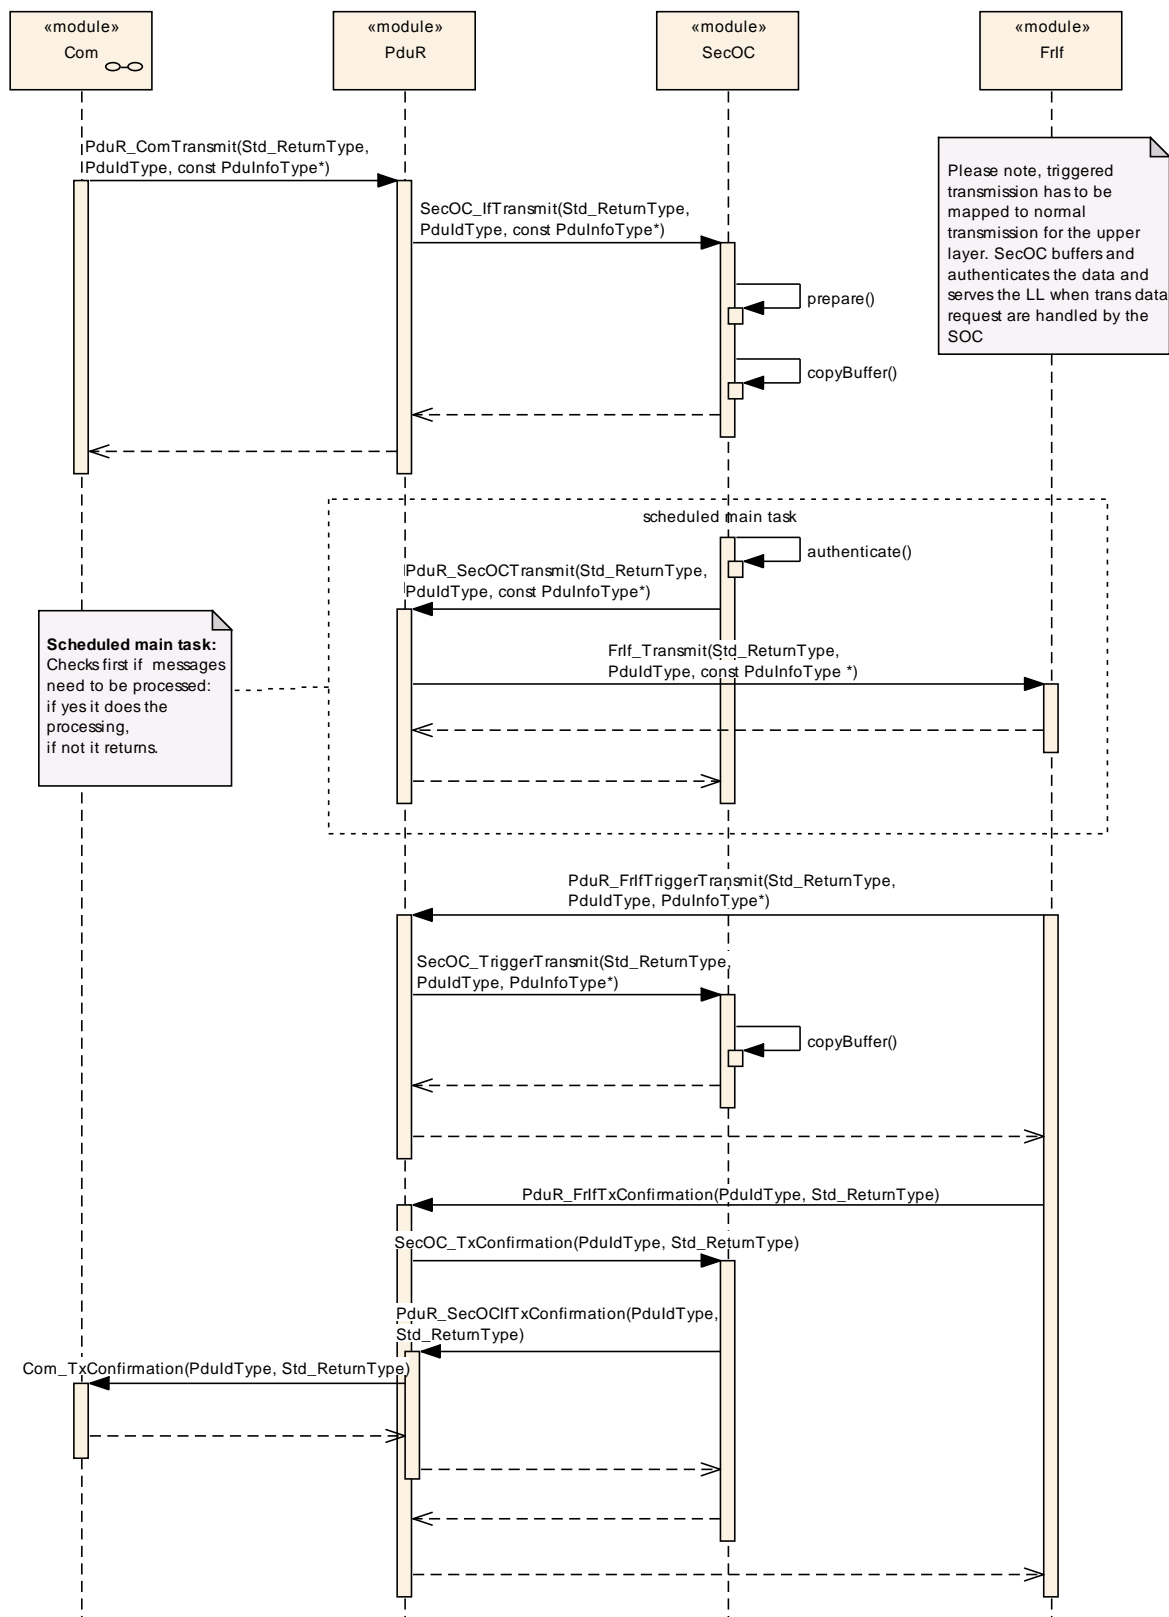 «module»
Com
«module»
PduR
«module»
SecOC
«module»
FrIf
PduR_ComTransmit(Std_ReturnType,
PduIdType, const PduInfoType*)
Please note, triggered
transmission has to be
mapped to normal
transmission for the upper
layer. SecOC buffers and
authenticates the data and
serves the LL when trans data
request are handled by the
SOC
SecOC_IfTransmit(Std_ReturnType,
PduIdType, const PduInfoType*)
prepare()
copyBuffer()
scheduled main task
authenticate()
PduR_SecOCTransmit(Std_ReturnType,
PduIdType, const PduInfoType*)
Scheduled main task:
Checks first if messages
need to be processed:
if yes it does the
processing,
if not it returns.
FrIf_Transmit(Std_ReturnType,
PduIdType, const PduInfoType *)
PduR_FrIfTriggerTransmit(Std_ReturnType,
PduIdType, PduInfoType*)
SecOC_TriggerTransmit(Std_ReturnType,
PduIdType, PduInfoType*)
copyBuffer()
PduR_FrIfTxConfirmation(PduIdType, Std_ReturnType)
SecOC_TxConfirmation(PduIdType, Std_ReturnType)
PduR_SecOCIfTxConfirmation(PduIdType,
Std_ReturnType)
Com_TxConfirmation(PduIdType, Std_ReturnType)